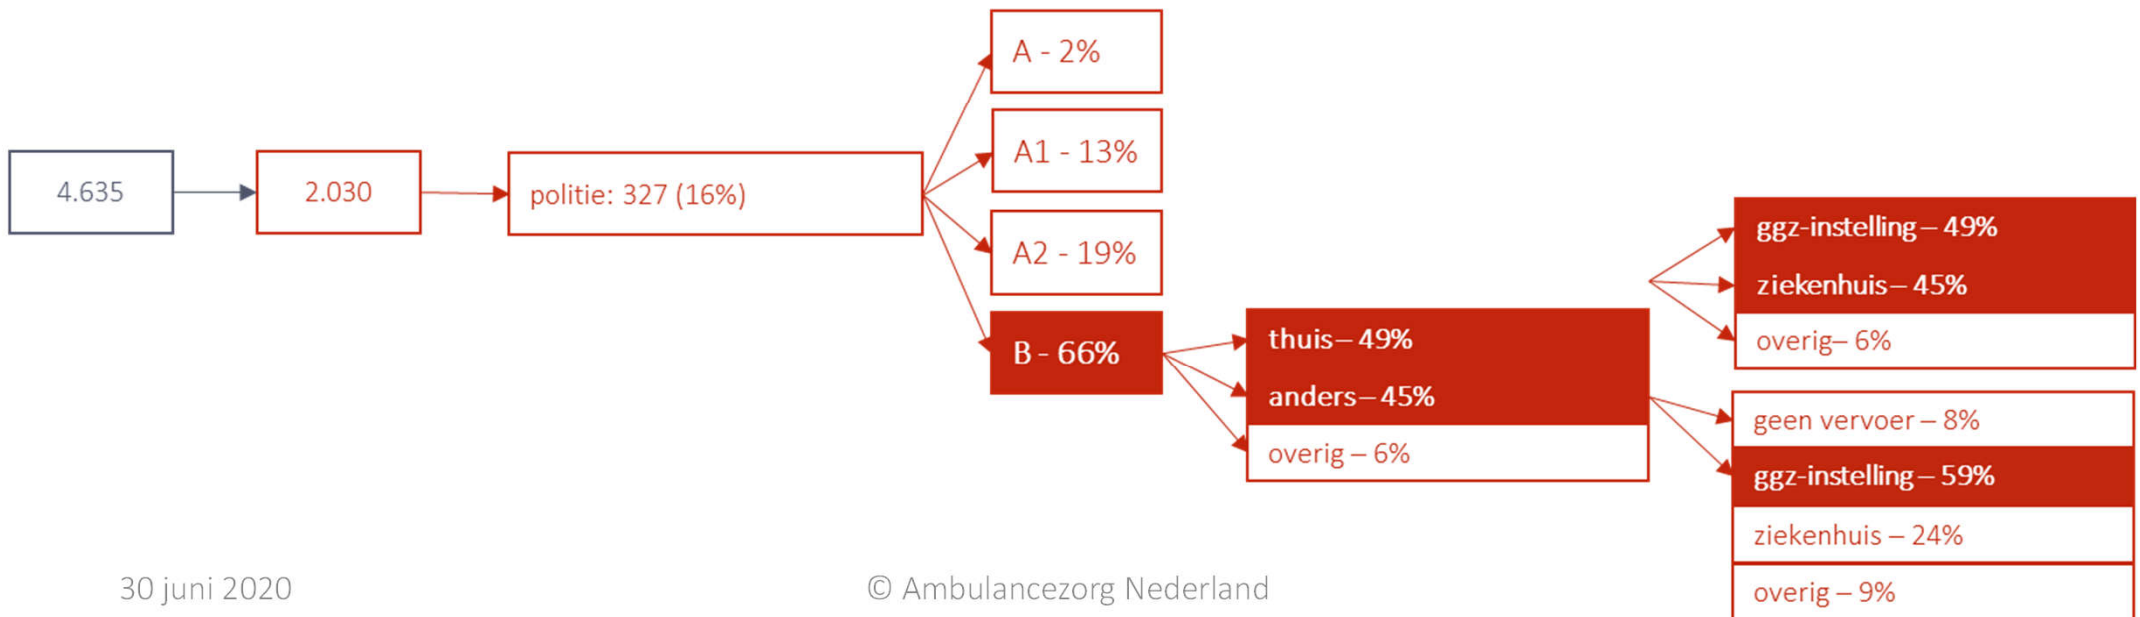 4.635
2.030
politie: 327 (16%)
A - 2%
A1 - 13%
A2 - 19%
B - 66%
thuis– 49%
anders– 45%
overig – 6%
ggz-instelling – 49%
ziekenhuis– 45%
overig– 6%
geen vervoer – 8%
ggz-instelling – 59%
ziekenhuis – 24%
overig – 9%
30 juni 2020
© Ambulancezorg Nederland